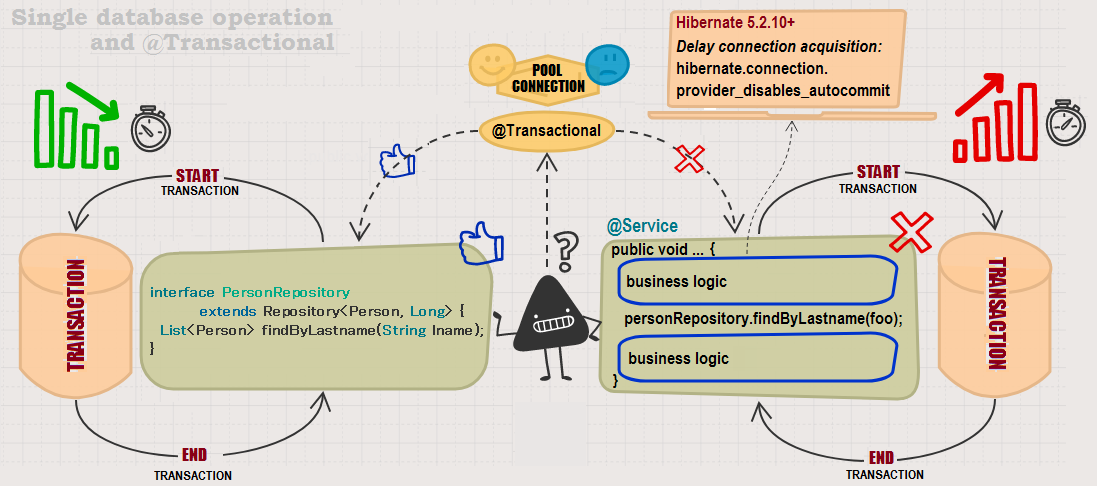 Single database operation
and @Transactional
POOL
CONNECTION
@Transactional
Hibernate 5.2.10+
Delay connection acquisition:
hibernate.connection.
provider_disables_autocommit
START
TRANSACTION
TRANSACTION
interface PersonRepository
extends Repository<Person, Long> {
List<Person> findByLastname(String lname);
}
END
TRANSACTION
?
START
TRANSACTION
@Service
public void ... {
business logic
personRepository.findByLastname(foo);
business logic
}
TRANSACTION
END
TRANSACTION